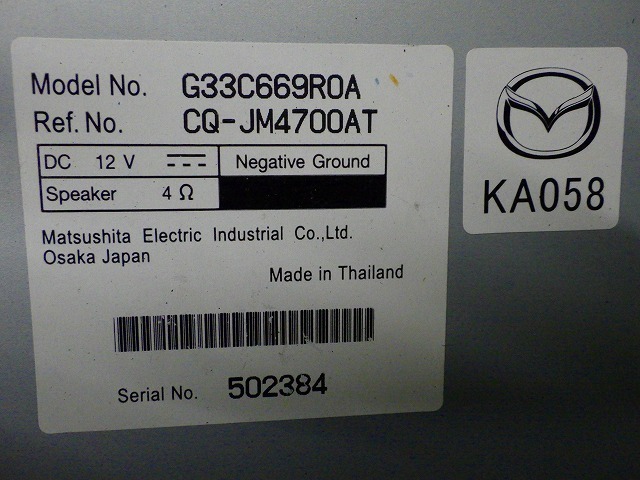 Model No. G33C669R0A
Ref. No. CQ-JM4700AT
DC 12 V Negative Ground
Speaker 4 Ω
Matsushita Electric Industrial Co.,Ltd.
Osaka Japan
Made in Thailand
Serial No. 502384
KA058